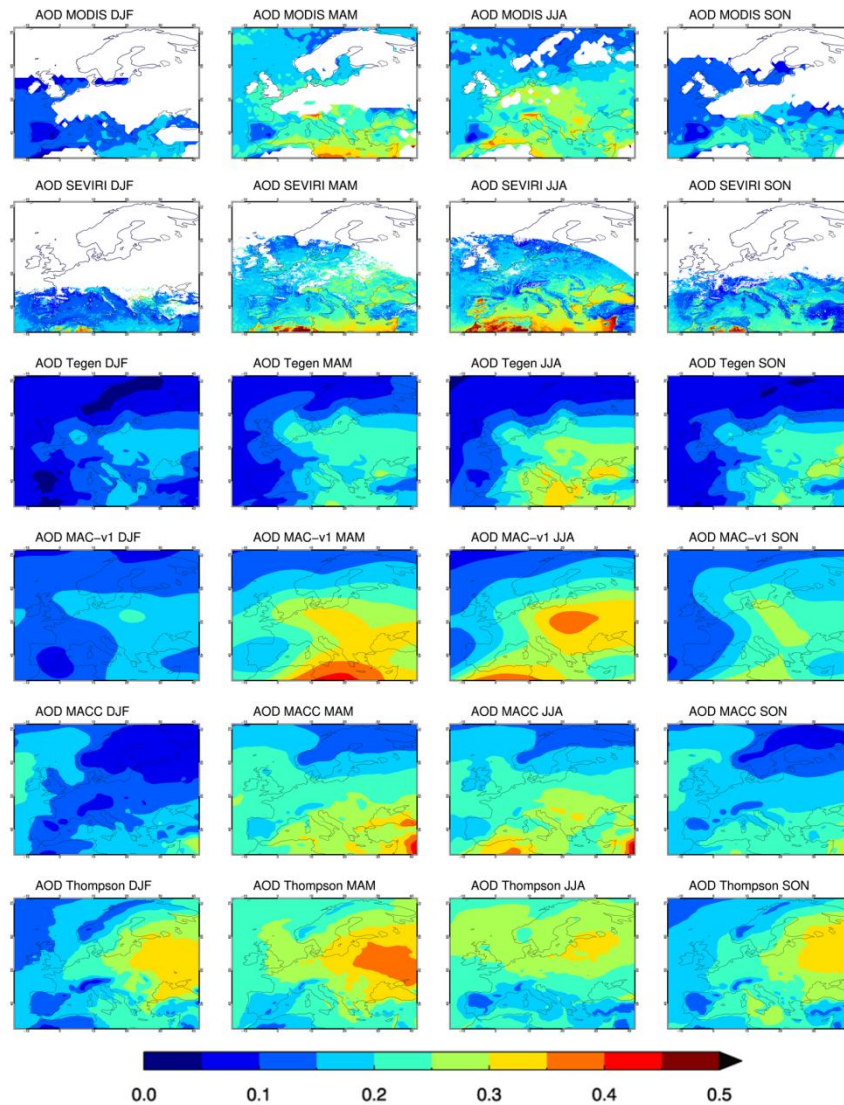 AOD MODIS DJF AOD MODIS MAM AOD MODIS JJA AOD MODIS SON
AOD SEVIRI DJF AOD SEVIRI MAM AOD SEVIRI JJA AOD SEVIRI SON
AOD Tegen DJF AOD Tegen MAM AOD Tegen JJA AOD Tegen SON
AOD MAC-v1 DJF AOD MAC-v1 MAM AOD MAC-v1 JJA AOD MAC-v1 SON
AOD MACC DJF AOD MACC MAM AOD MACC JJA AOD MACC SON
AOD Thompson DJF AOD Thompson MAM AOD Thompson JJA AOD Thompson SON
0.0 0.1 0.2 0.3 0.4 0.5